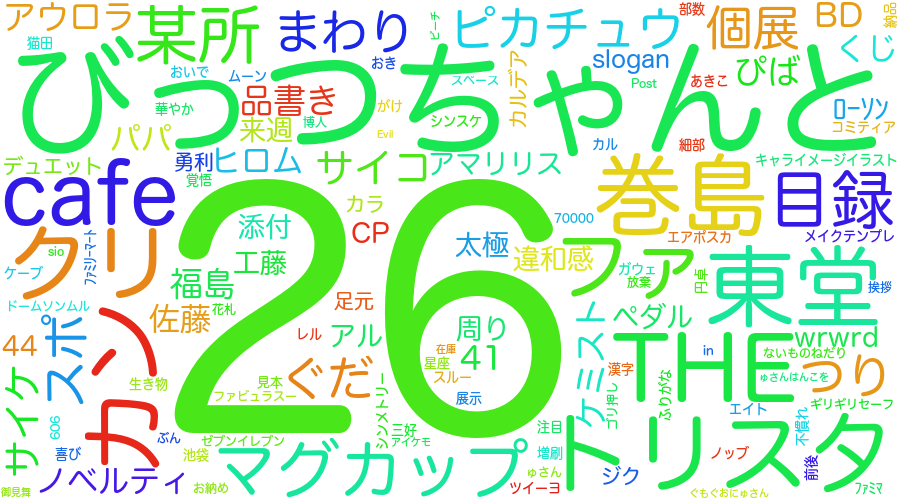 アウロラ
某所
まわり
ピーチ
ピカチュウ
部数
個展
BD
納品
猫田
おき
slogan
くじ
びっっちゃんと
おいで
ムーン
スペース
Post
あきこ
ぴば
華やか
品書き
がけ
カルデア
ローソン
パパ
来週
博人
シンスケ
Evil
カル
細部
コミティア
デュエット
勇利
ヒロム
サイコ
アマリリス
キャライメージイラスト
cafe
覚悟
巻島
目録
カラ
添付
CP
太極
70000
エアポスカ
メイクテンプレ
クリ
ファミリーマート
sio
工藤
違和感
ファ
ガウェ
放棄
円卓
東堂
挨拶
ケープ
福島
26
足元
ドームソンムル
佐藤
花札
レル
アル
周り
ペダル
wrwrd
44
スポ
カン
41
在庫
星座
スルー
ケミスト
THE
in
ないものねだり
サイケ
生き物
見本
ファビュラスー
ぐだ
展示
漢字
つり
ゅさんはんこを
606
ぶん
シンメトリー
三好
アイケモ
注目
ゴリ押し
ふりがな
エイト
不慣れ
ギリギリセーフ
喜び
ゼブンイレブン
池袋
マグカップ
増刷
トリスタ
ノップ
前後
御見舞
ノベルティ
お納め
ゅさん
ツイーヨ
ジク
ぐもぐおにゅさん
ファミマ